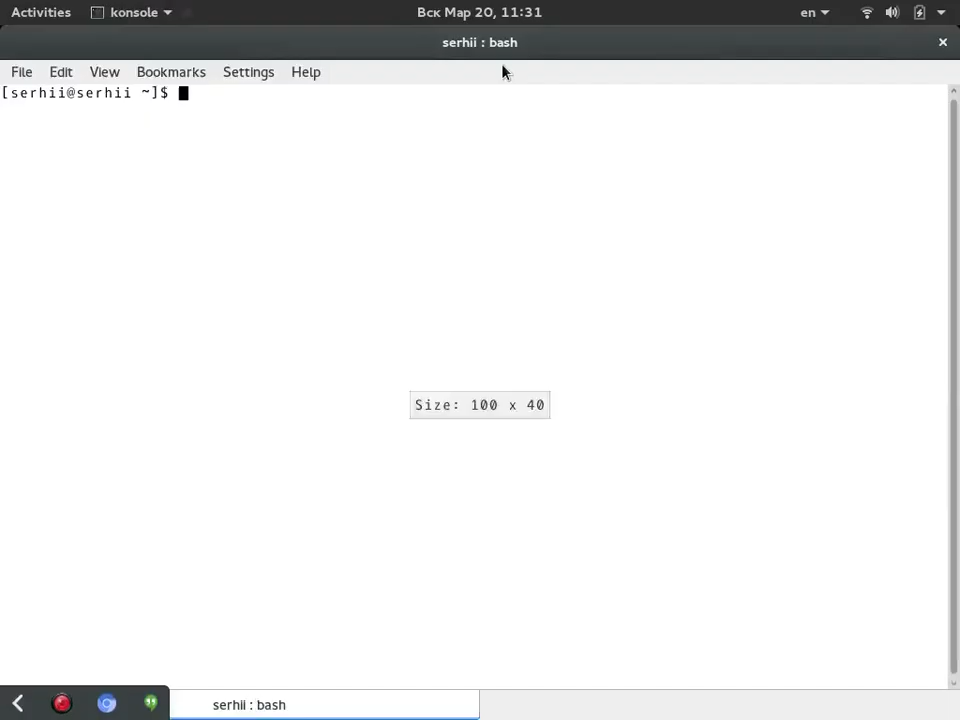 Activities konsole Вск Мар 20, 11:31 en
serhii : bash
File Edit View Bookmarks Settings Help
[serhii@serhii ~]$
Size: 100 x 40
serhii : bash